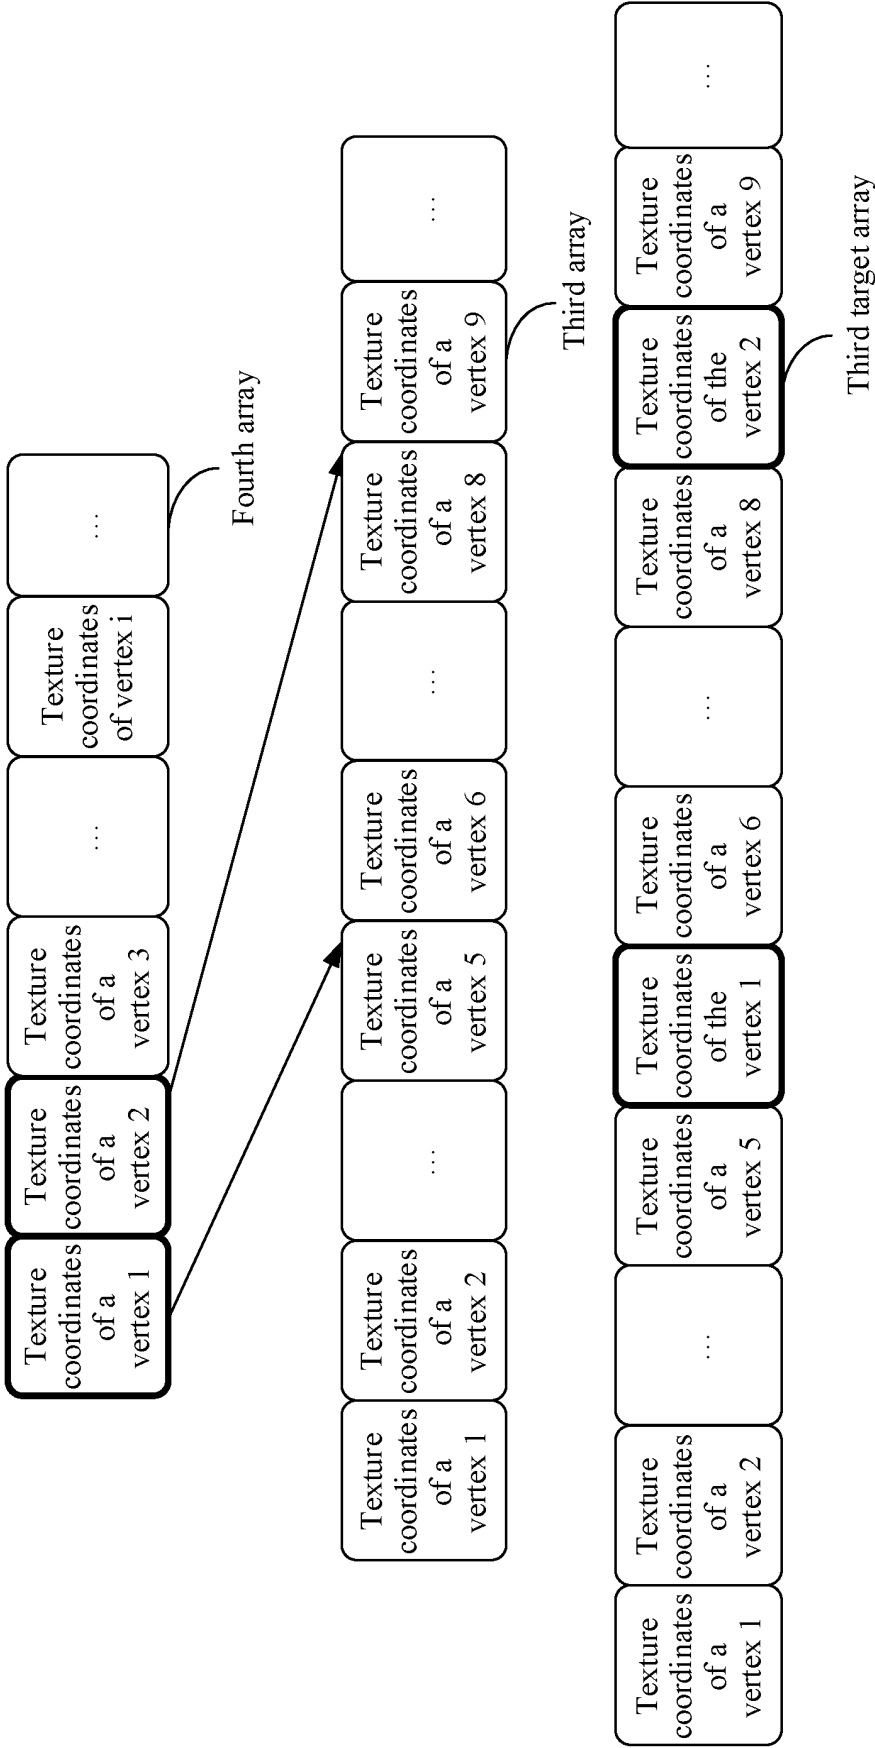 Texture
coordinates
of a
vertex 1
Texture
coordinates
of a
vertex 2
Texture
coordinates
of a
vertex 3
...
Texture
coordinates
of vertex i
...
Fourth array
Texture
coordinates
of a
vertex 1
Texture
coordinates
of a
vertex 2
...
Texture
coordinates
of a
vertex 5
Texture
coordinates
of a
vertex 6
...
Texture
coordinates
of a
vertex 8
Texture
coordinates
of a
vertex 9
...
Third array
Texture
coordinates
of a
vertex 1
Texture
coordinates
of a
vertex 2
...
Texture
coordinates
of a
vertex 5
Texture
coordinates
of the
vertex 1
Texture
coordinates
of a
vertex 6
...
Texture
coordinates
of a
vertex 8
Texture
coordinates
of the
vertex 2
Texture
coordinates
of a
vertex 9
...
Third target array